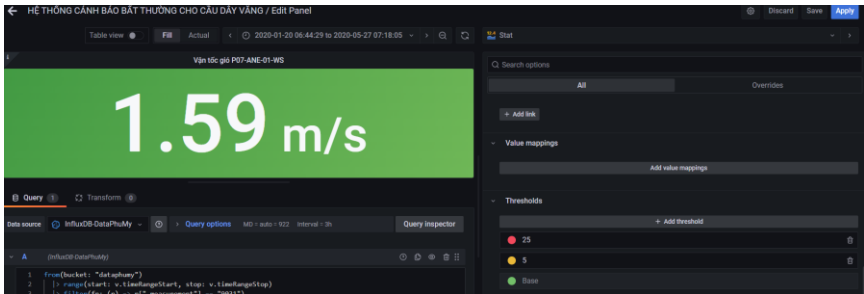 HỆ THỐNG CẢNH BÁO BẤT THƯỜNG CHO CẦU DÂY VĂNG / Edit Panel
Discard Save Apply
Table view Fill Actual 2020-01-20 06:44:29 to 2020-05-27 07:18:05
Stat
Vận tốc gió P07-ANE-01-WS
1.59 m/s
Search options
All Overrides
+ Add link
Value mappings
Add value mappings
Thresholds
+ Add threshold
25
5
Base
Query 1 Transform 0
Data source InfluxDB-DataPhuMy Query options MD = auto = 922 Interval = 3h Query inspector
A (InfluxDB-DataPhuMy)
1 from(bucket: "dataphumy")
2 |> range(start: v.timeRangeStart, stop: v.timeRangeStop)